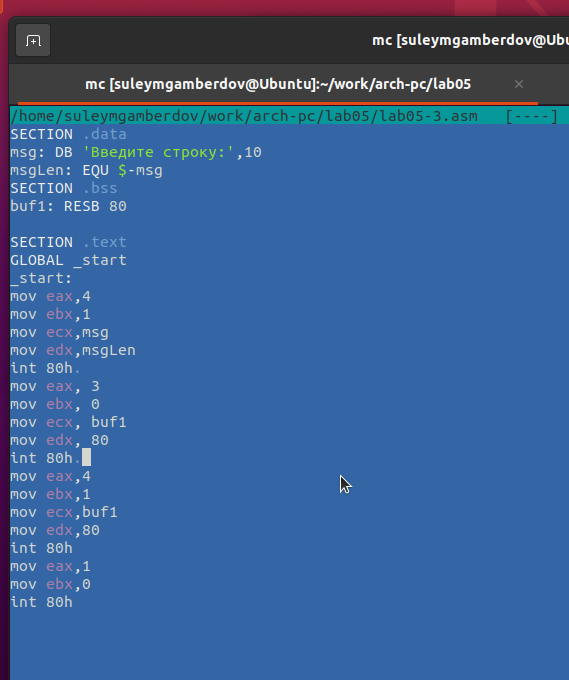 mc [suleymgamberdov@Ubu
mc [suleymgamberdov@Ubuntu]:~/work/arch-pc/lab05
/home/suleymgamberdov/work/arch-pc/lab05/lab05-3.asm [----]
SECTION .data
msg: DB 'Введите строку:',10
msgLen: EQU $-msg
SECTION .bss
buf1: RESB 80
SECTION .text
GLOBAL _start
_start:
mov eax,4
mov ebx,1
mov ecx,msg
mov edx,msgLen
int 80h.
mov eax, 3
mov ebx, 0
mov ecx, buf1
mov edx, 80
int 80h.
mov eax,4
mov ebx,1
mov ecx,buf1
mov edx,80
int 80h
mov eax,1
mov ebx,0
int 80h